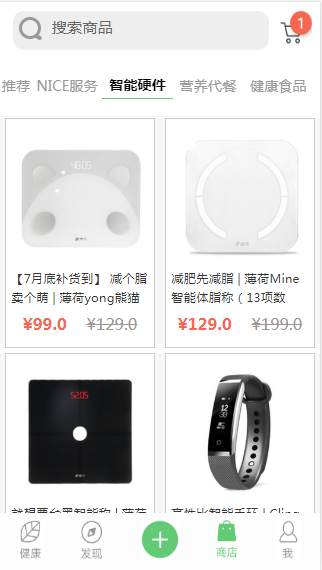 搜索商品
1
推荐 NICE服务 智能硬件 营养代餐 健康食品
48.05
【7月底补货到】 减个脂
卖个萌 | 薄荷yong熊猫
¥99.0 ¥129.0
减肥先减脂 | 薄荷Mine
智能体脂称（13项数
¥129.0 ¥199.0
52.05
健康 发现 商店 我